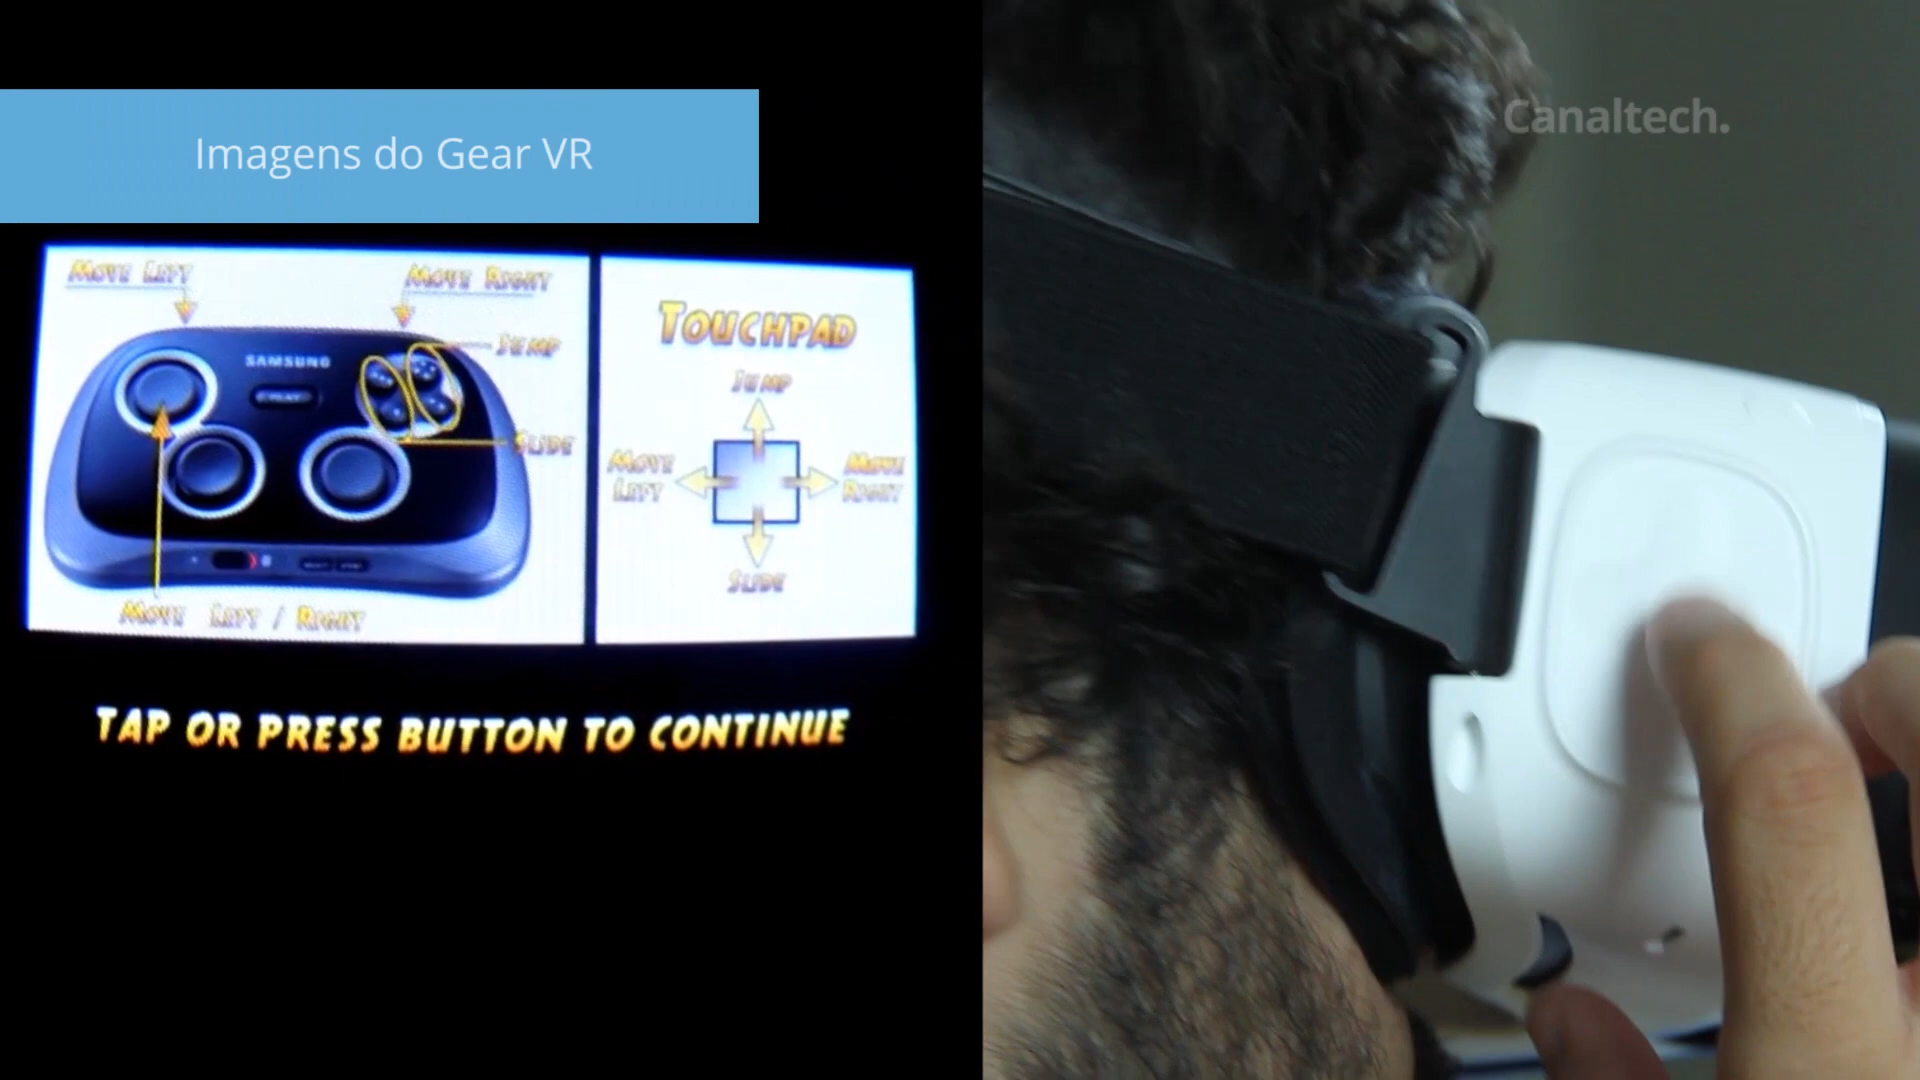 Imagens do Gear VR
Canaltech.
MOVE LEFT
MOVE RIGHT
SAMSUNG
JUMP
SLIDE
MOVE LEFT / RIGHT
TOUCHPAD
JUMP
MOVE
LEFT
MOVE
RIGHT
SLIDE
TAP OR PRESS BUTTON TO CONTINUE